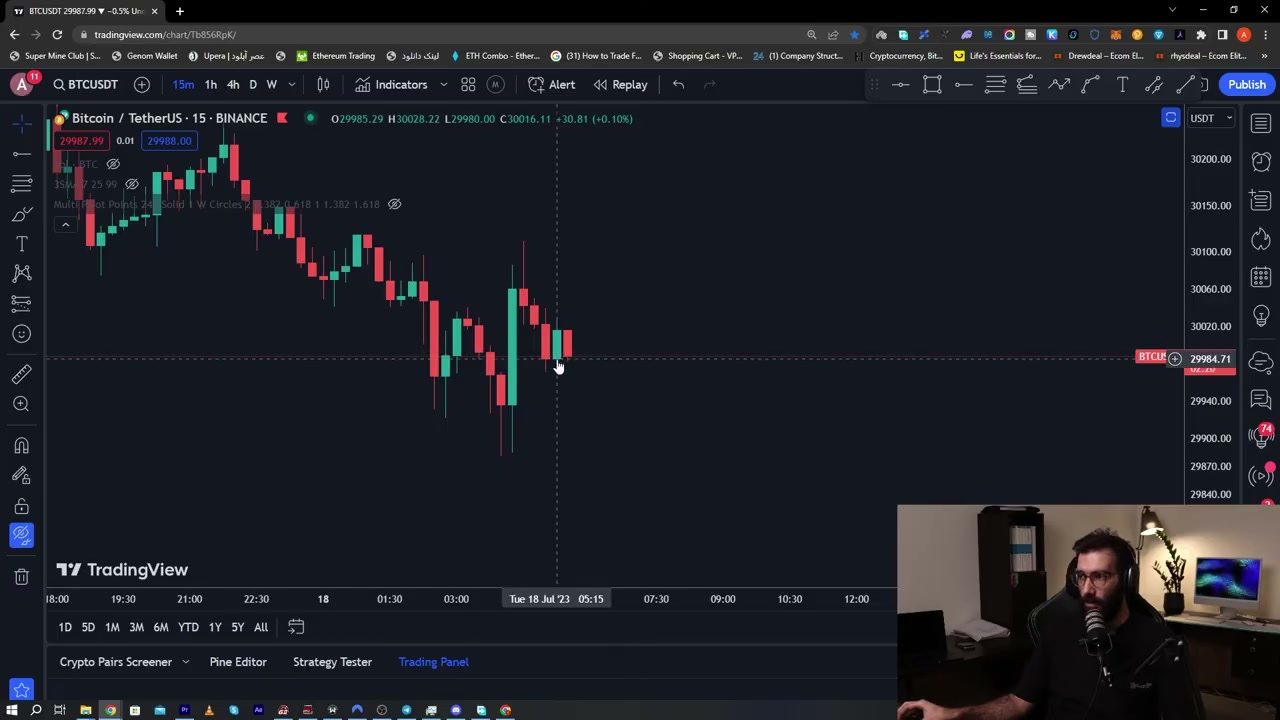 BTCUSDT 29987.99 ▼ −0.5% Un
tradingview.com/chart/Tb856RpK/
Super Mine Club | Sin...
Genom Wallet
Upera | عصر آپلود
Ethereum Trading
لینک دانلود
ETH Combo - Ether...
(31) How to Trade F...
Shopping Cart - VP...
(1) Company Struct...
Cryptocurrency, Bit...
Life's Essentials for...
Drewdeal – Ecom El...
rhysdeal – Ecom Elit...
A 11 BTCUSDT 15m 1h 4h D W Indicators Alert Replay Publish
Bitcoin / TetherUS · 15 · BINANCE O29985.29 H30028.22 L29980.00 C30016.11 +30.81 (+0.10%)
USDT
29987.99 0.01 29988.00
30200.00
30150.00
30100.00
30060.00
30020.00
29984.71
29940.00
29900.00
29870.00
29840.00
74
TradingView
18:00 19:30 21:00 22:30 18 01:30 03:00 Tue 18 Jul '23 05:15 07:30 09:00 10:30 12:00
1D 5D 1M 3M 6M YTD 1Y 5Y All
Crypto Pairs Screener Pine Editor Strategy Tester Trading Panel